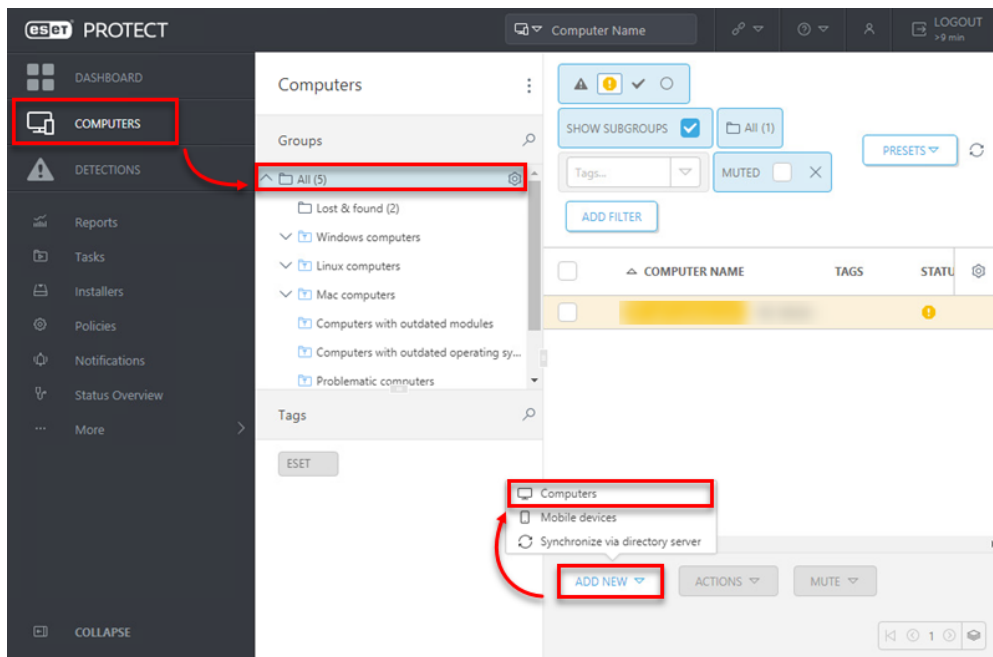 eset PROTECT
Computer Name
LOGOUT
>9 min
DASHBOARD
COMPUTERS
DETECTIONS
Reports
Tasks
Installers
Policies
Notifications
Status Overview
More
COLLAPSE
Computers
Groups
All (5)
Lost & found (2)
Windows computers
Linux computers
Mac computers
Computers with outdated modules
Computers with outdated operating sy...
Problematic computers
Tags
ESET
SHOW SUBGROUPS
All (1)
PRESETS
Tags...
MUTED
ADD FILTER
COMPUTER NAME
TAGS
STATU
Computers
Mobile devices
Synchronize via directory server
ADD NEW
ACTIONS
MUTE
1